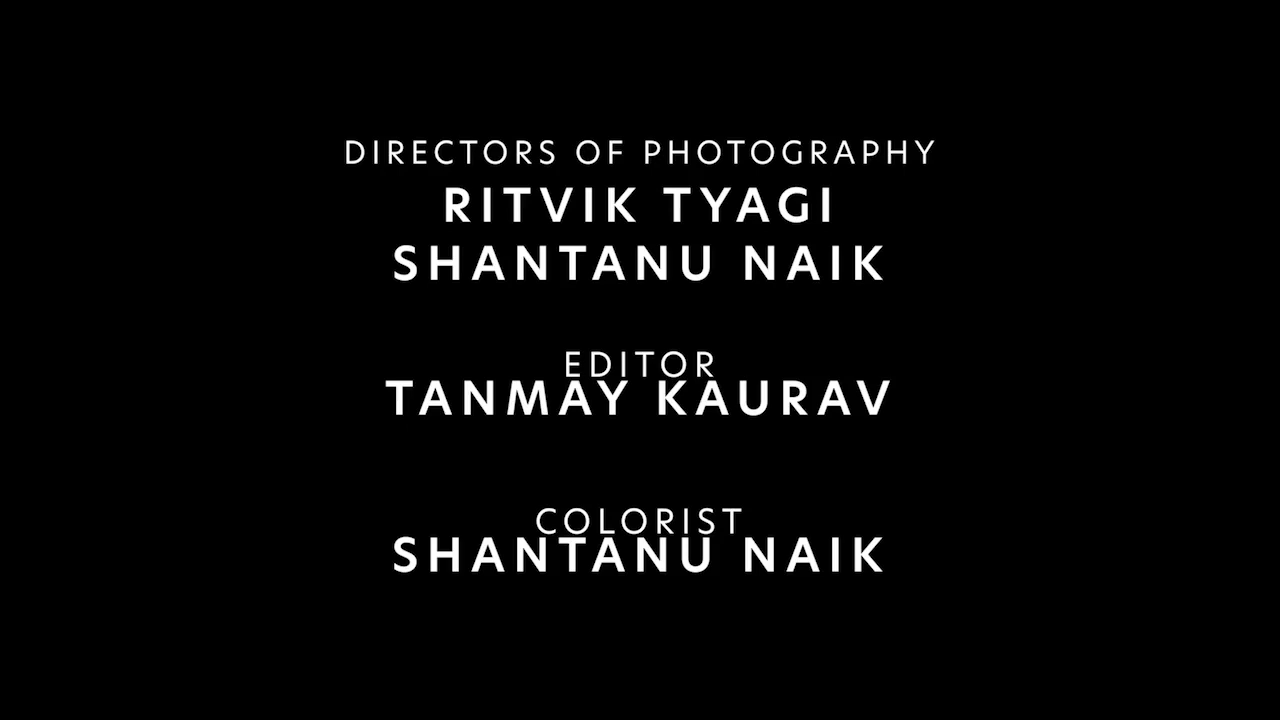 DIRECTORS OF PHOTOGRAPHY
RITVIK TYAGI
SHANTANU NAIK
EDITOR
TANMAY KAURAV
COLORIST
SHANTANU NAIK